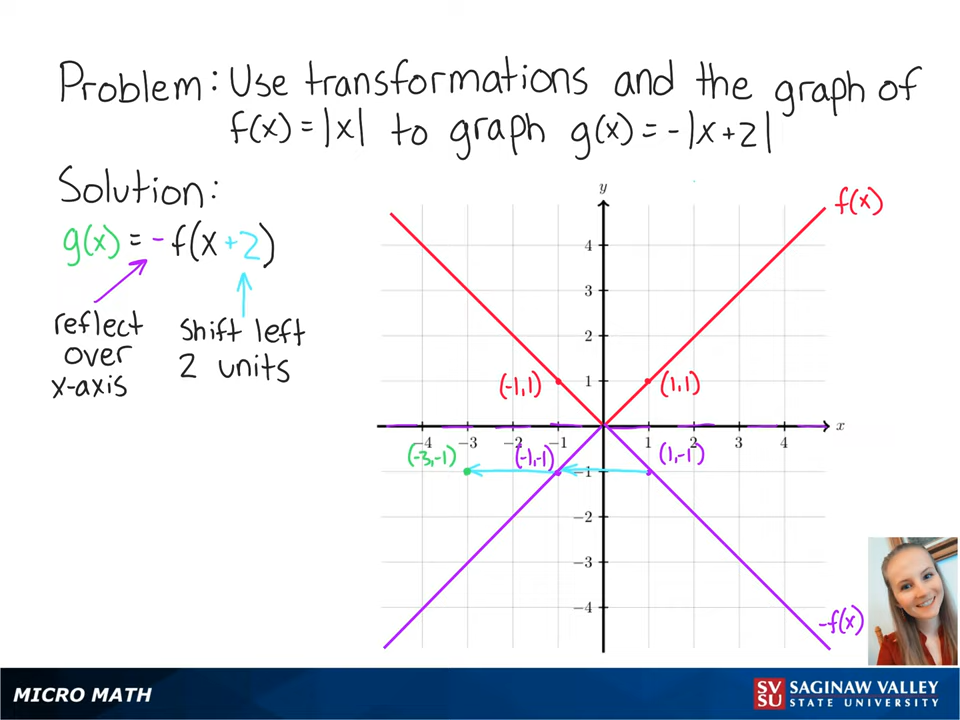 Problem: Use transformations and the graph of
f(x) = |x| to graph g(x) = -|x+2|
Solution:
g(x) = -f(x+2)
reflect
over
x-axis
shift left
2 units
y
f(x)
4
3
2
(-1,1)
1
(1,1)
x
−4
−3
−2
−1
1
2
3
4
(-3,-1)
(-1,-1)
(1,-1)
−1
−2
−3
−4
-f(x)
MICRO MATH
SV
SU
SAGINAW VALLEY
STATE UNIVERSITY